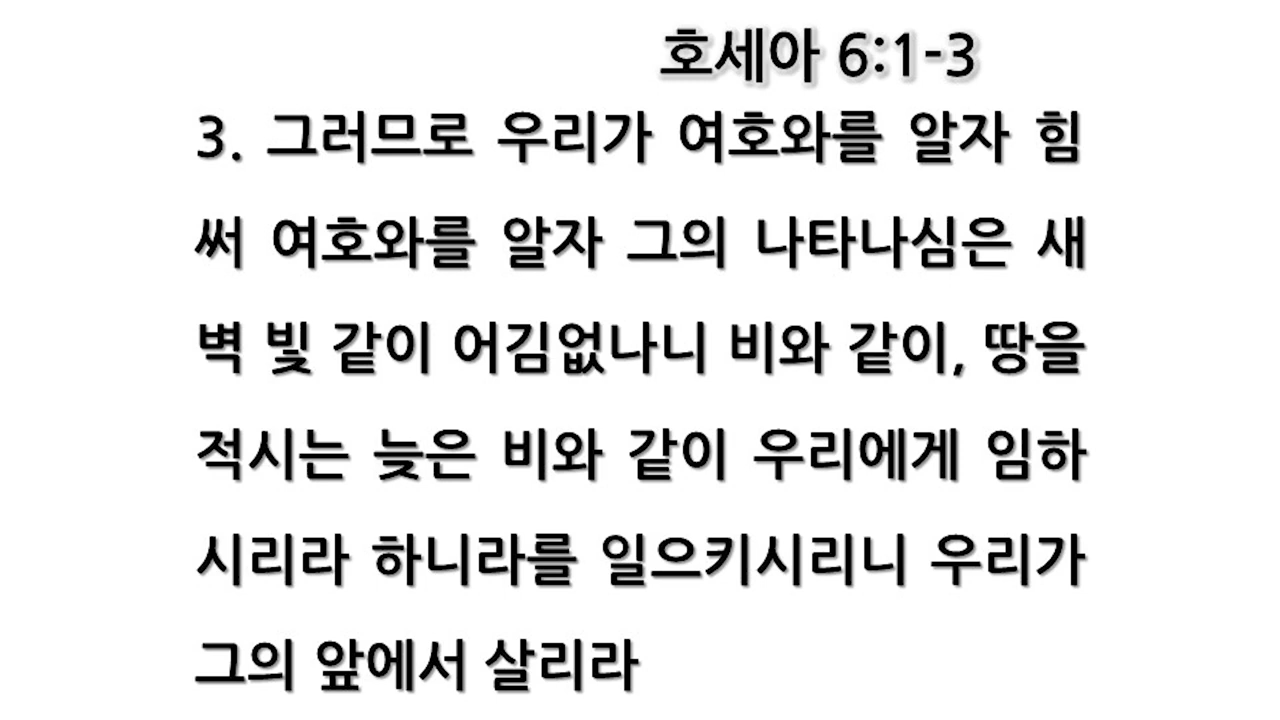 호세아 6:1-3
3. 그러므로 우리가 여호와를 알자 힘
써 여호와를 알자 그의 나타나심은 새
벽 빛 같이 어김없나니 비와 같이, 땅을
적시는 늦은 비와 같이 우리에게 임하
시리라 하니라를 일으키시리니 우리가
그의 앞에서 살리라